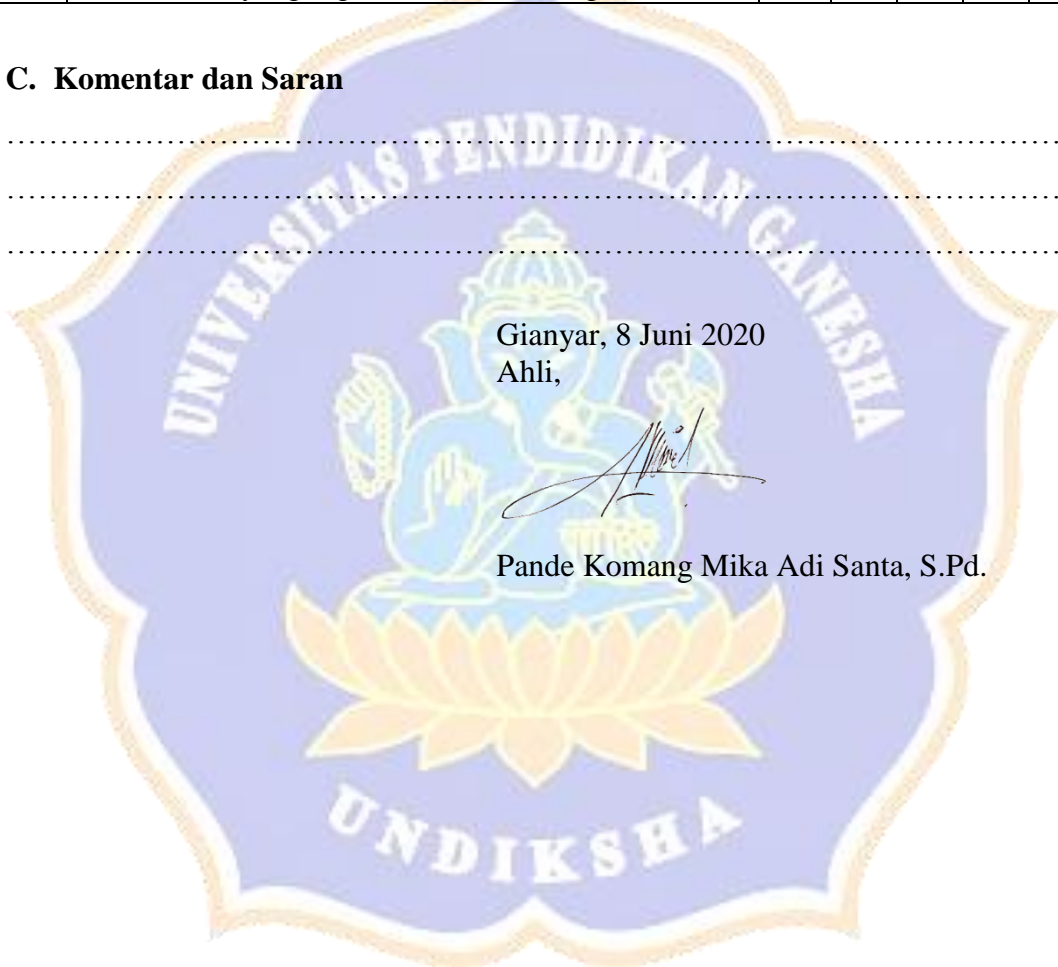 C. Komentar dan Saran
……………………………………………………………………………
……………………………………………………………………………
……………………………………………………………………………
UNIVERSITAS PENDIDIKAN GANESHA
Gianyar, 8 Juni 2020
Ahli,
Pande Komang Mika Adi Santa, S.Pd.
UNDIKSHA